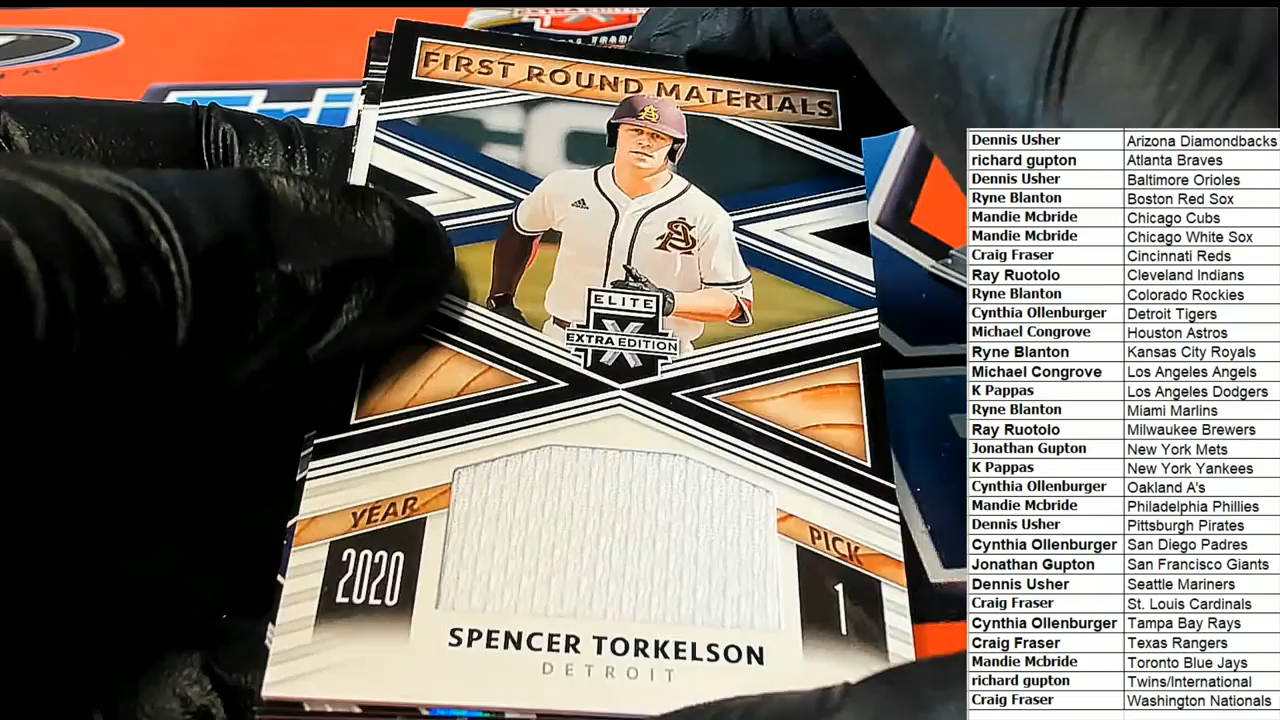 FIRST ROUND MATERIALS
ELITE
EXTRA EDITION
YEAR
2020
PICK
1
SPENCER TORKELSON
DETROIT
Dennis Usher Arizona Diamondbacks
richard gupton Atlanta Braves
Dennis Usher Baltimore Orioles
Ryne Blanton Boston Red Sox
Mandie Mcbride Chicago Cubs
Mandie Mcbride Chicago White Sox
Craig Fraser Cincinnati Reds
Ray Ruotolo Cleveland Indians
Ryne Blanton Colorado Rockies
Cynthia Ollenburger Detroit Tigers
Michael Congrove Houston Astros
Ryne Blanton Kansas City Royals
Michael Congrove Los Angeles Angels
K Pappas Los Angeles Dodgers
Ryne Blanton Miami Marlins
Ray Ruotolo Milwaukee Brewers
Jonathan Gupton New York Mets
K Pappas New York Yankees
Cynthia Ollenburger Oakland A's
Mandie Mcbride Philadelphia Phillies
Dennis Usher Pittsburgh Pirates
Cynthia Ollenburger San Diego Padres
Jonathan Gupton San Francisco Giants
Dennis Usher Seattle Mariners
Craig Fraser St. Louis Cardinals
Cynthia Ollenburger Tampa Bay Rays
Craig Fraser Texas Rangers
Mandie Mcbride Toronto Blue Jays
richard gupton Twins/International
Craig Fraser Washington Nationals